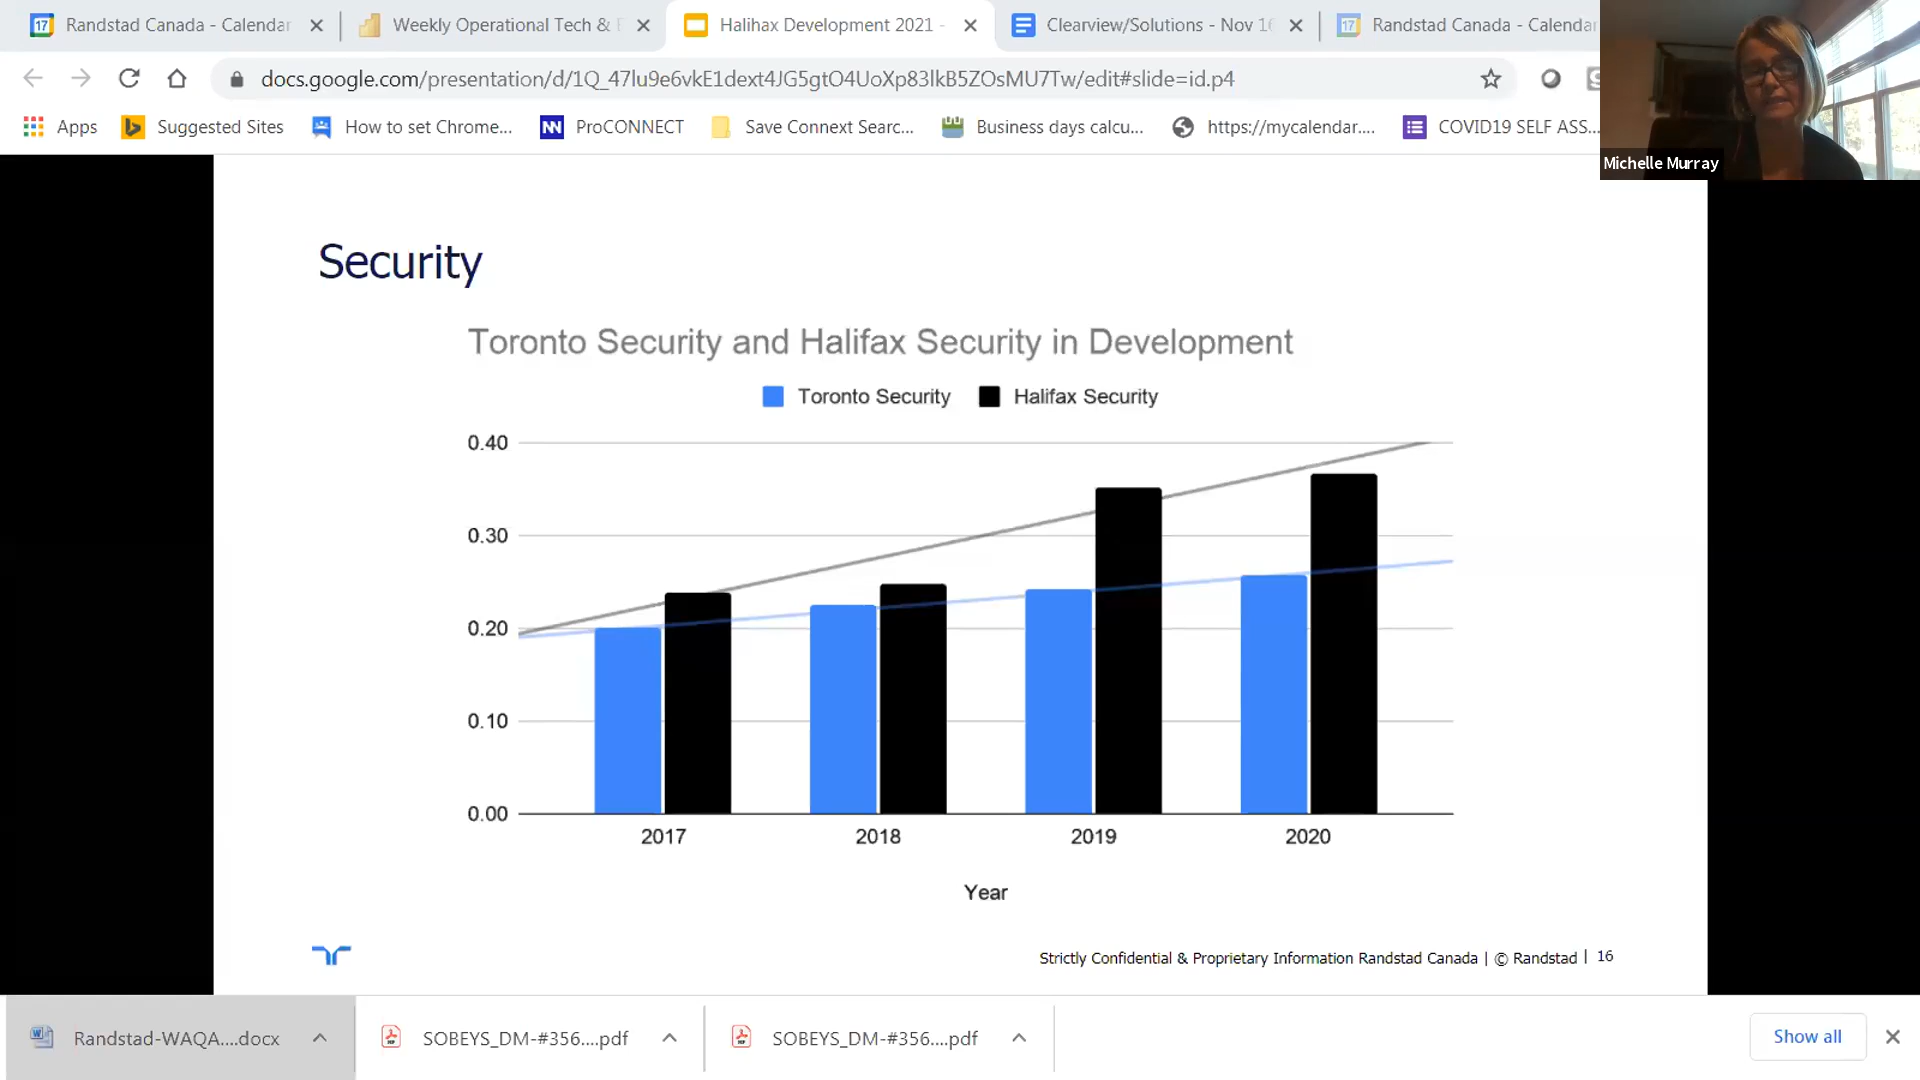 Randstad Canada - Calendar
Weekly Operational Tech &
Halihax Development 2021 -
Clearview/Solutions - Nov 16
Randstad Canada - Calendar
docs.google.com/presentation/d/1Q_47lu9e6vkE1dext4JG5gtO4UoXp83lkB5ZOsMU7Tw/edit#slide=id.p4
Apps
Suggested Sites
How to set Chrome...
ProCONNECT
Save Connext Searc...
Business days calcu...
https://mycalendar....
COVID19 SELF ASS...
Michelle Murray
Security
Toronto Security and Halifax Security in Development
Toronto Security
Halifax Security
0.40
0.30
0.20
0.10
0.00
2017
2018
2019
2020
Year
Strictly Confidential & Proprietary Information Randstad Canada | © Randstad | 16
Randstad-WAQA....docx
SOBEYS_DM-#356....pdf
SOBEYS_DM-#356....pdf
Show all